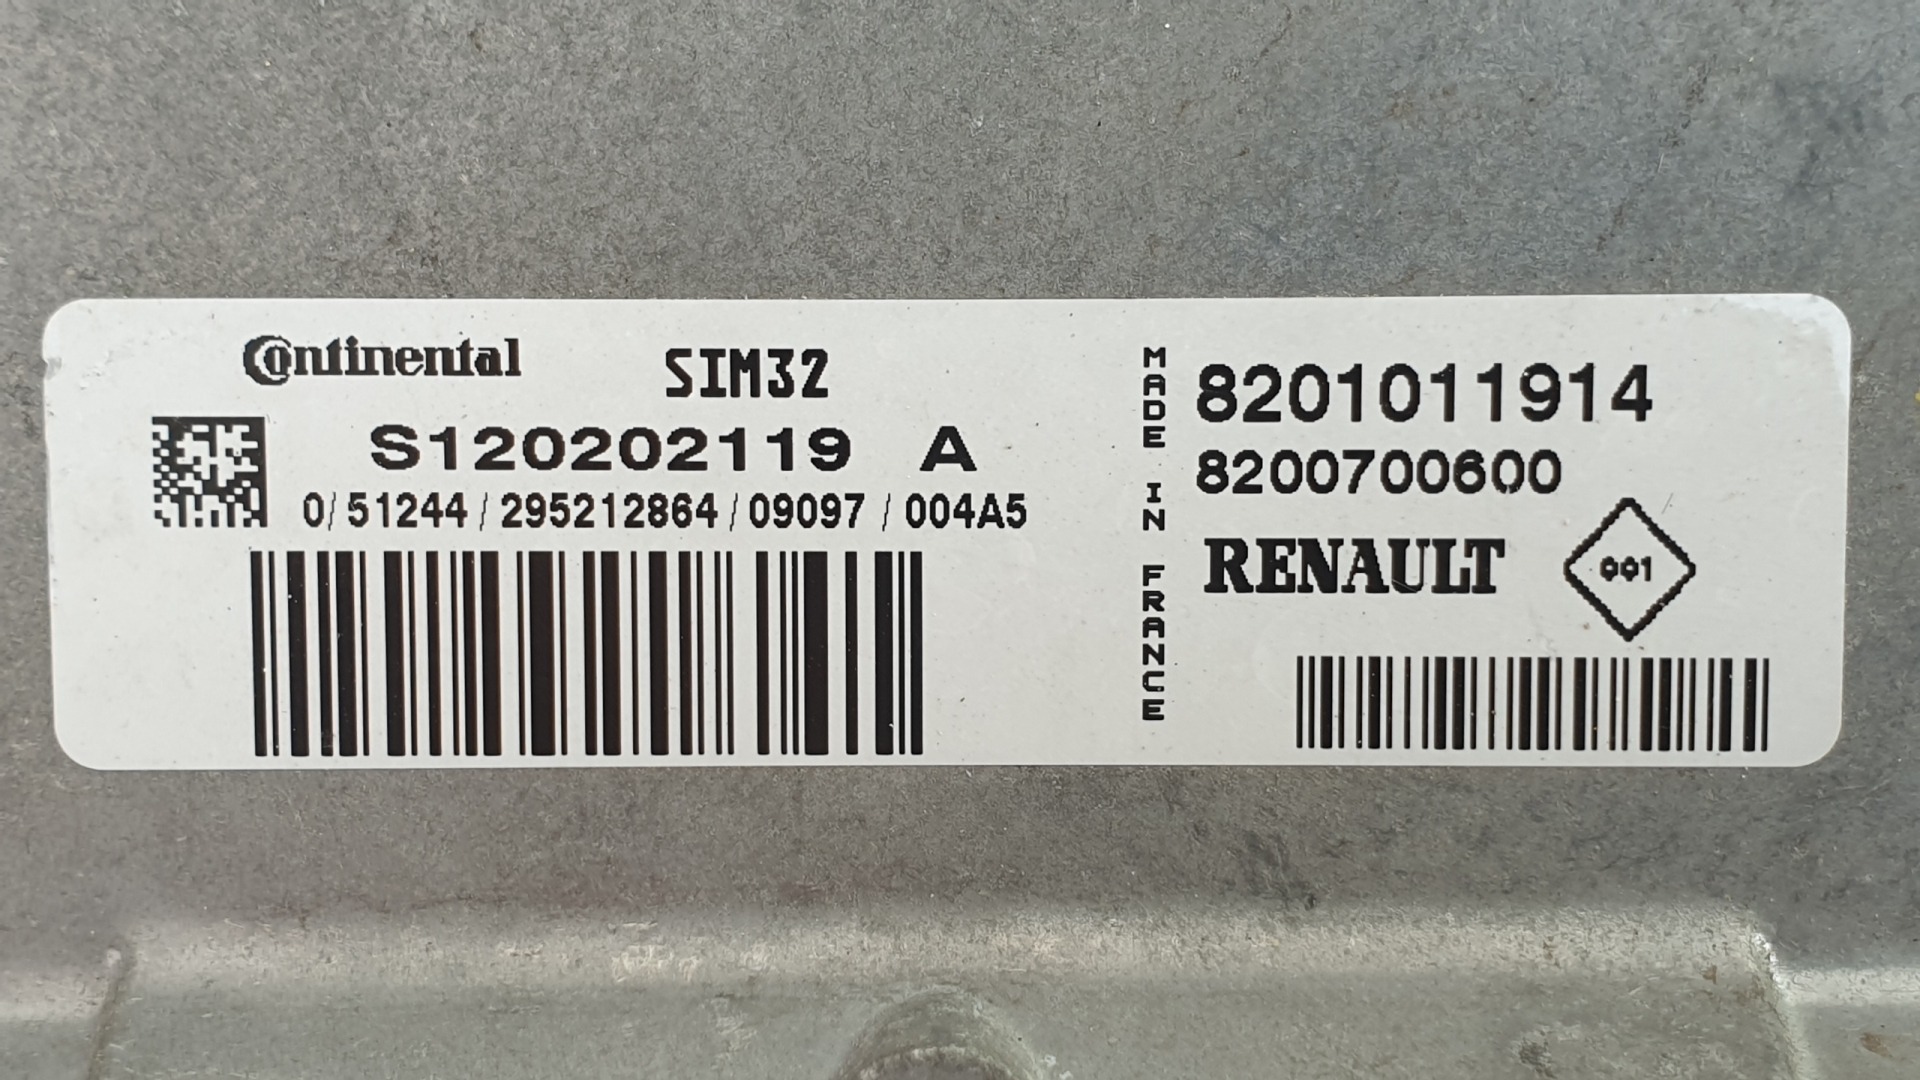 Continental SIM32
S120202119 A
0/51244/295212864/09097/004A5
MADE IN FRANCE
8201011914
8200700600
RENAULT 001